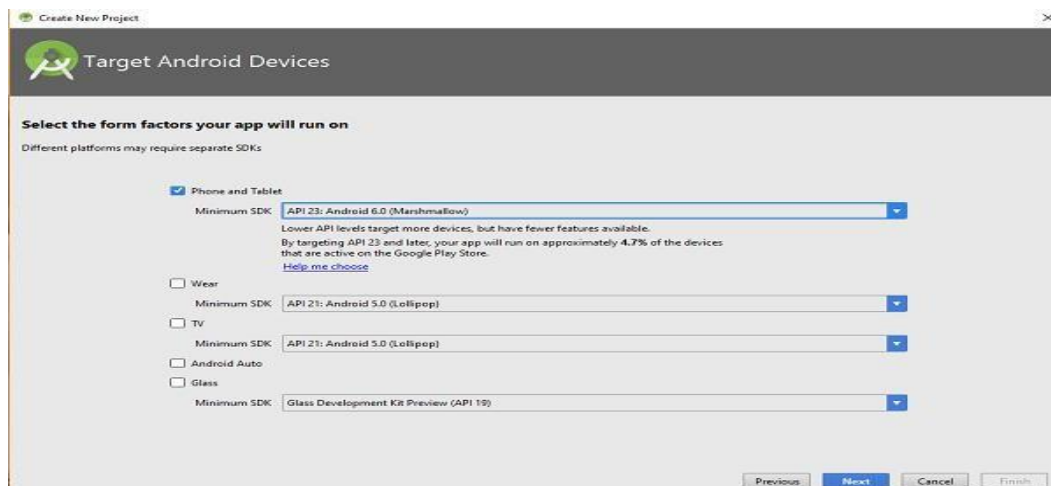 Create New Project
Target Android Devices
Select the form factors your app will run on
Different platforms may require separate SDKs
Phone and Tablet
Minimum SDK API 23: Android 6.0 (Marshmallow)
Lower API levels target more devices, but have fewer features available.
By targeting API 23 and later, your app will run on approximately 4.7% of the devices
that are active on the Google Play Store.
Help me choose
Wear
Minimum SDK API 21: Android 5.0 (Lollipop)
TV
Minimum SDK API 21: Android 5.0 (Lollipop)
Android Auto
Glass
Minimum SDK Glass Development Kit Preview (API 19)
Previous Next Cancel Finish